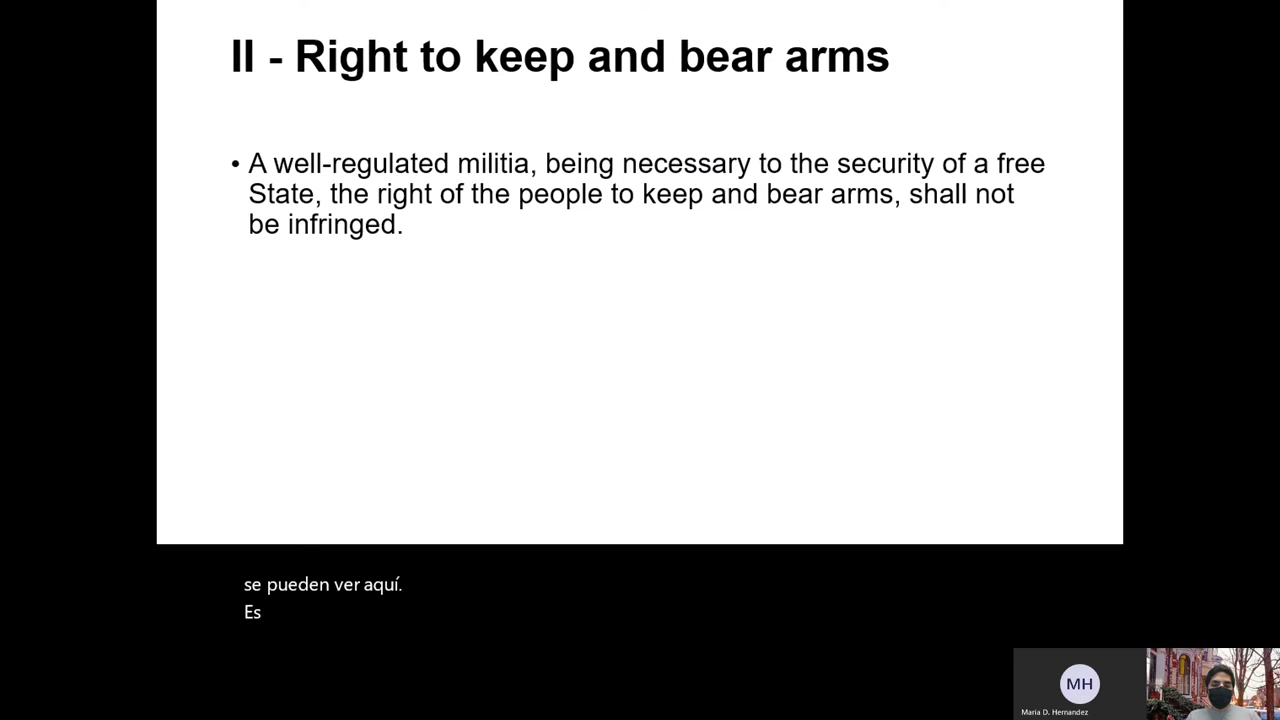 II - Right to keep and bear arms
• A well-regulated militia, being necessary to the security of a free
State, the right of the people to keep and bear arms, shall not
be infringed.
se pueden ver aquí.
Es
MH
Maria D. Hernandez